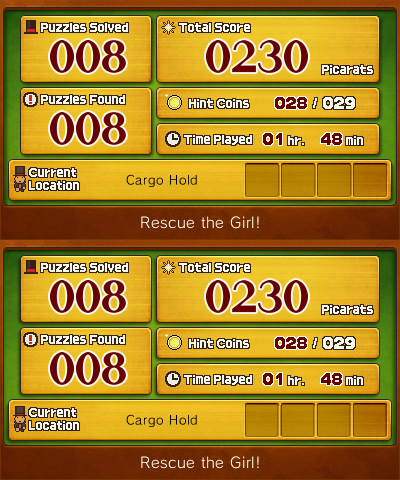 Puzzles Solved
008
Total Score
0230
Picarats
Puzzles Found
008
Hint Coins 028 / 029
Time Played 01 hr. 48 min
Current
Location
Cargo Hold
Rescue the Girl!
Puzzles Solved
008
Total Score
0230
Picarats
Puzzles Found
008
Hint Coins 028 / 029
Time Played 01 hr. 48 min
Current
Location
Cargo Hold
Rescue the Girl!